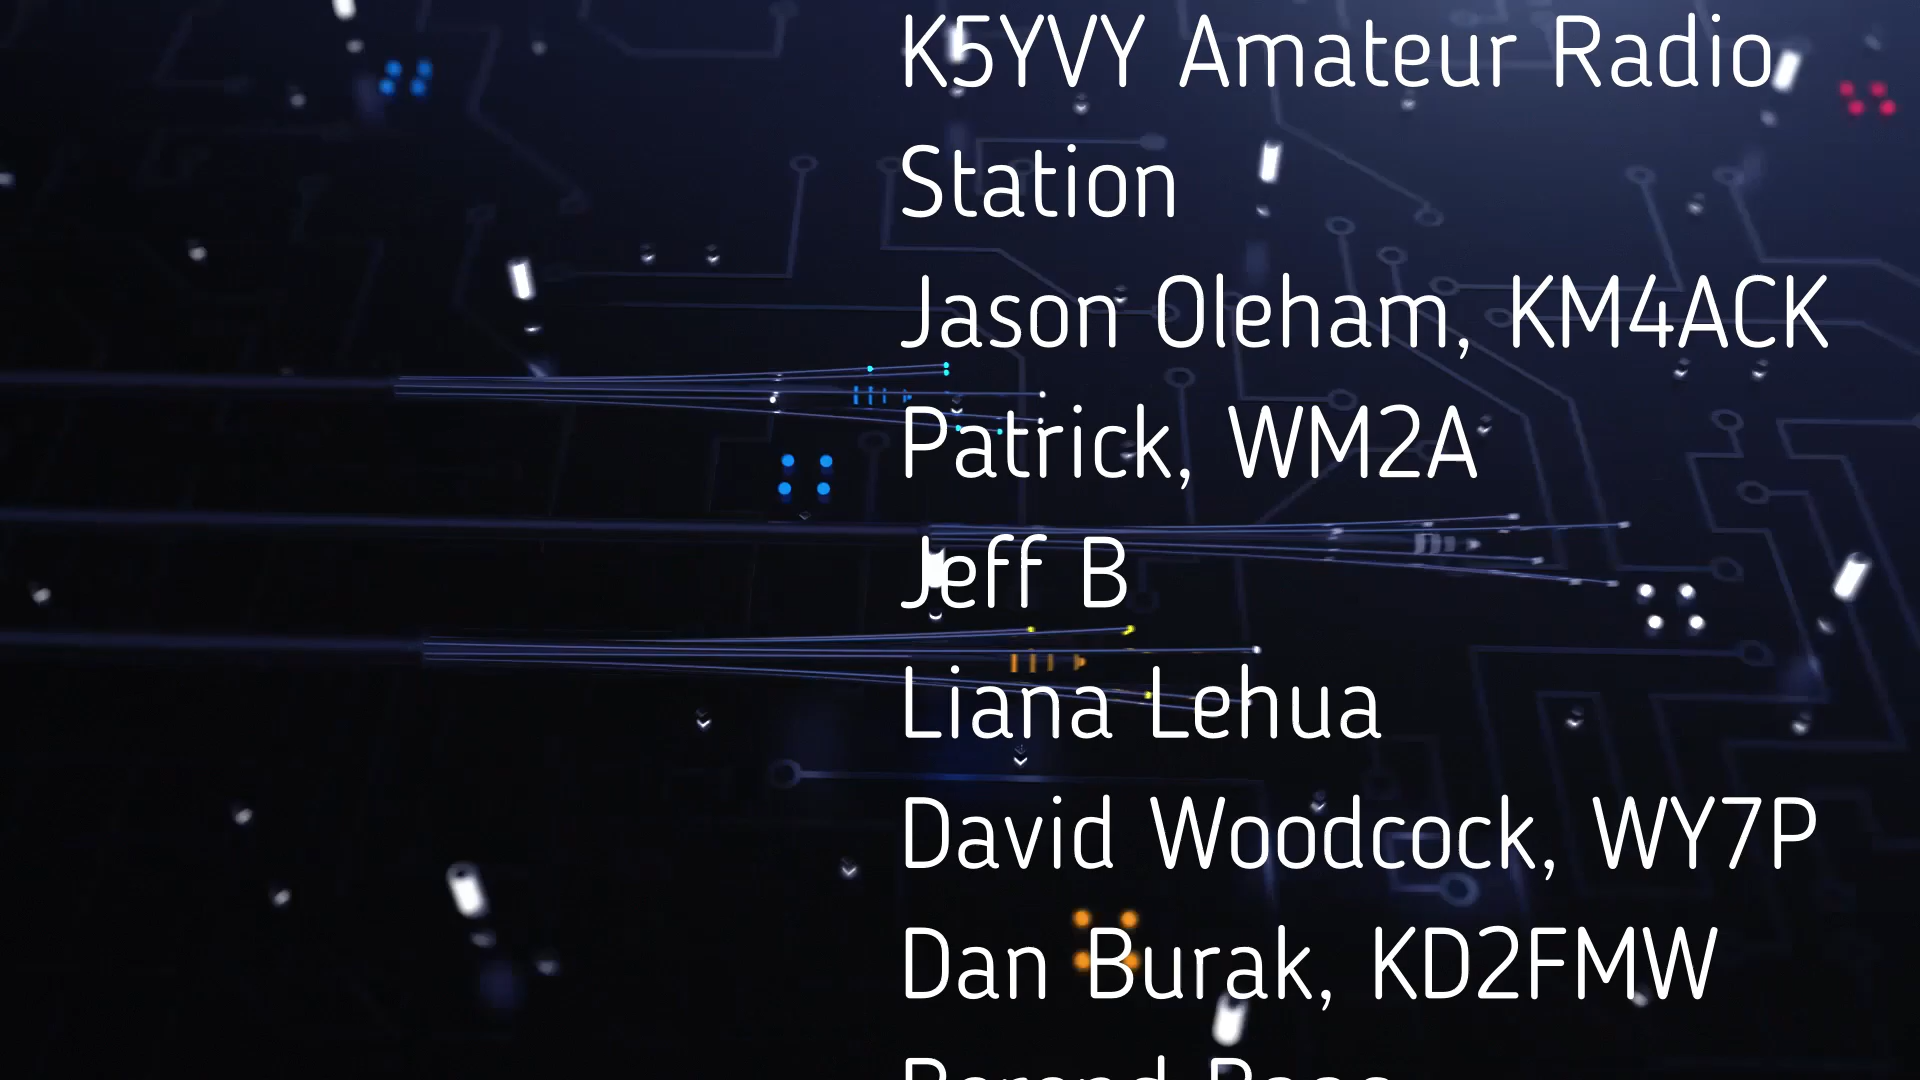 K5YVY Amateur Radio
Station
Jason Oleham, KM4ACK
Patrick, WM2A
Jeff B
Liana Lehua
David Woodcock, WY7P
Dan Burak, KD2FMW